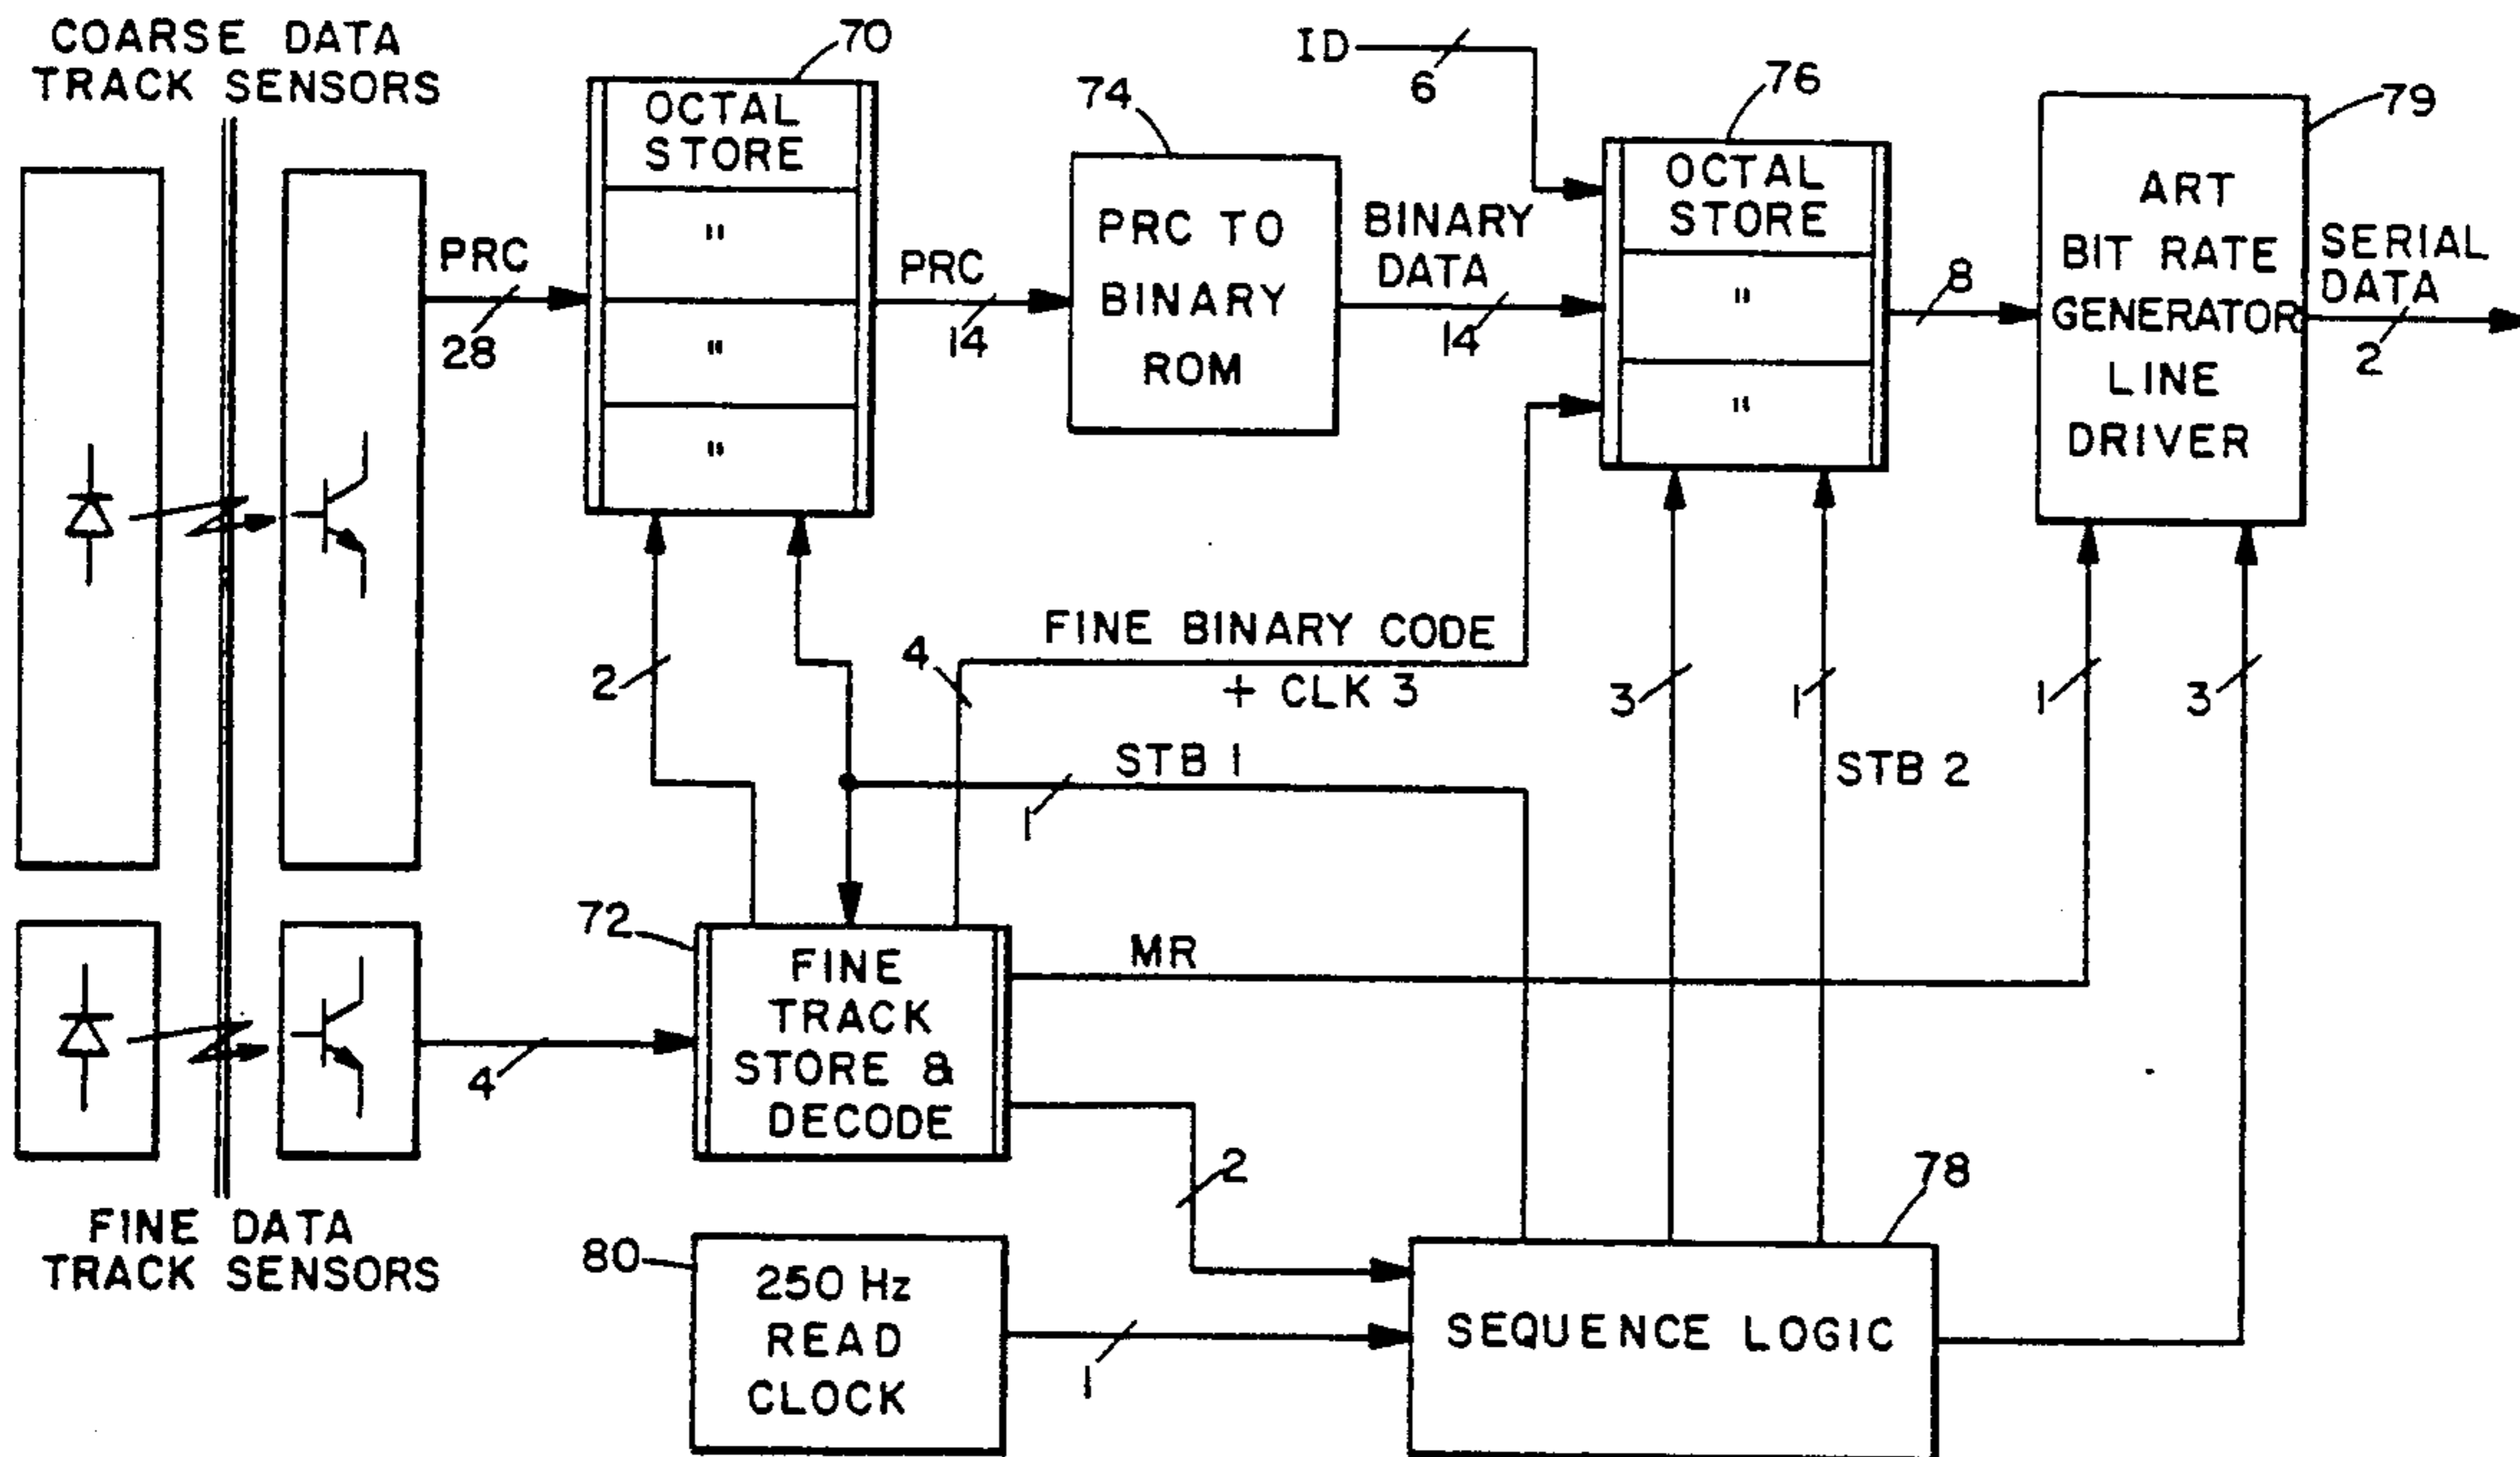 COARSE DATA
TRACK SENSORS
70
OCTAL
STORE
"
"
"
PRC
28
PRC
14
74
PRC TO
BINARY
ROM
BINARY
DATA
14
ID
6
76
OCTAL
STORE
"
"
8
79
ART
BIT RATE
GENERATOR
LINE
DRIVER
SERIAL
DATA
2
2
4
FINE BINARY CODE
+ CLK 3
STB 1
1
3
1
STB 2
1
3
72
FINE
TRACK
STORE &
DECODE
4
MR
2
FINE DATA
TRACK SENSORS
80
250 Hz
READ
CLOCK
1
78
SEQUENCE LOGIC